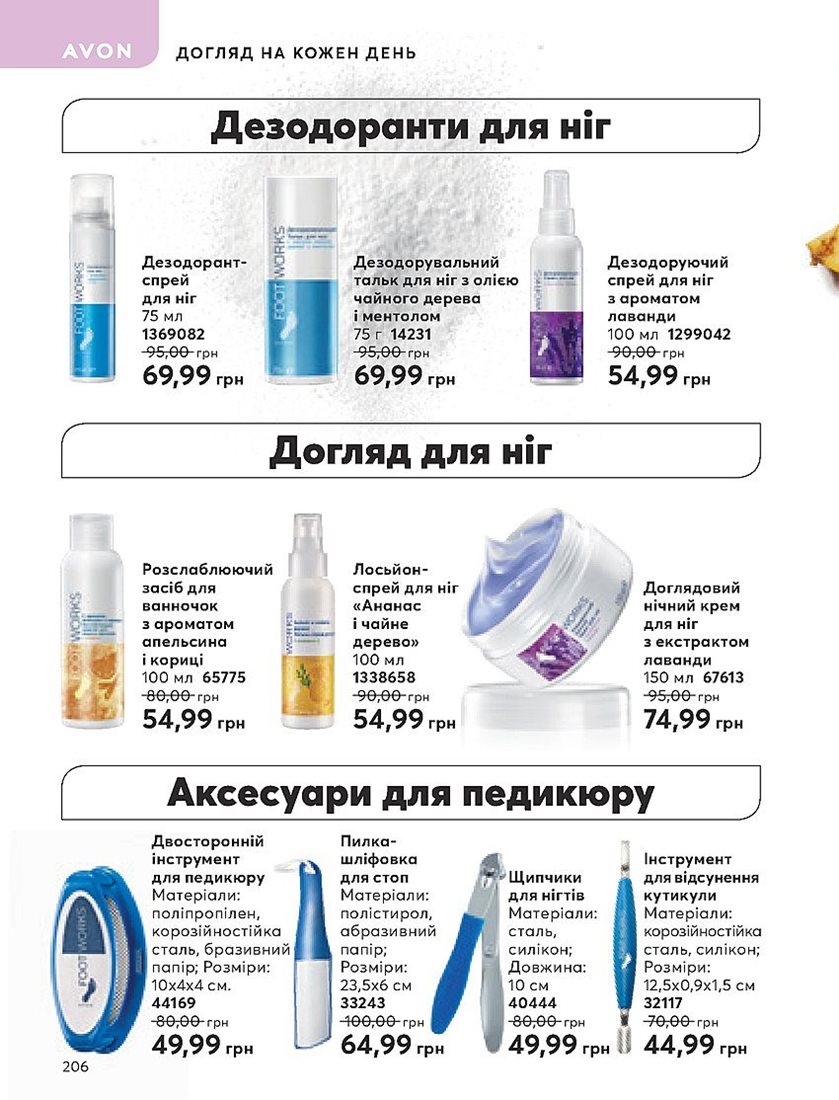 AVON
ДОГЛЯД НА КОЖЕН ДЕНЬ
Дезодоранти для ніг
Дезодорант-
спрей
для ніг
75 мл
1369082
95,00 грн
69,99 грн
Дезодорувальний
тальк для ніг з олією
чайного дерева
і ментолом
75 г 14231
95,00 грн
69,99 грн
Дезодоруючий
спрей для ніг
з ароматом
лаванди
100 мл 1299042
90,00 грн
54,99 грн
FOOT WORKS
FOOT WORKS
WORKS
Догляд для ніг
Розслаблюючий
засіб для
ванночок
з ароматом
апельсина
і кориці
100 мл 65775
80,00 грн
54,99 грн
Лосьйон-
спрей для ніг
«Ананас
і чайне
дерево»
100 мл
1338658
90,00 грн
54,99 грн
Доглядовий
нічний крем
для ніг
з екстрактом
лаванди
150 мл 67613
95,00 грн
74,99 грн
FOOT WORKS
WORKS
WORKS
Аксесуари для педикюру
Двосторонній
інструмент
для педикюру
Матеріали:
поліпропілен,
корозійностійка
сталь, бразивний
папір; Розміри:
10х4х4 см.
44169
80,00 грн
49,99 грн
Пилка-
шліфовка
для стоп
Матеріали:
полістирол,
абразивний
папір;
Розміри:
23,5х6 см
33243
100,00 грн
64,99 грн
Щипчики
для нігтів
Матеріали:
сталь,
силікон;
Довжина:
10 см
40444
80,00 грн
49,99 грн
Інструмент
для відсунення
кутикули
Матеріали:
корозійностійка
сталь, силікон;
Розміри:
12,5х0,9х1,5 см
32117
70,00 грн
44,99 грн
FOOT WORKS
206